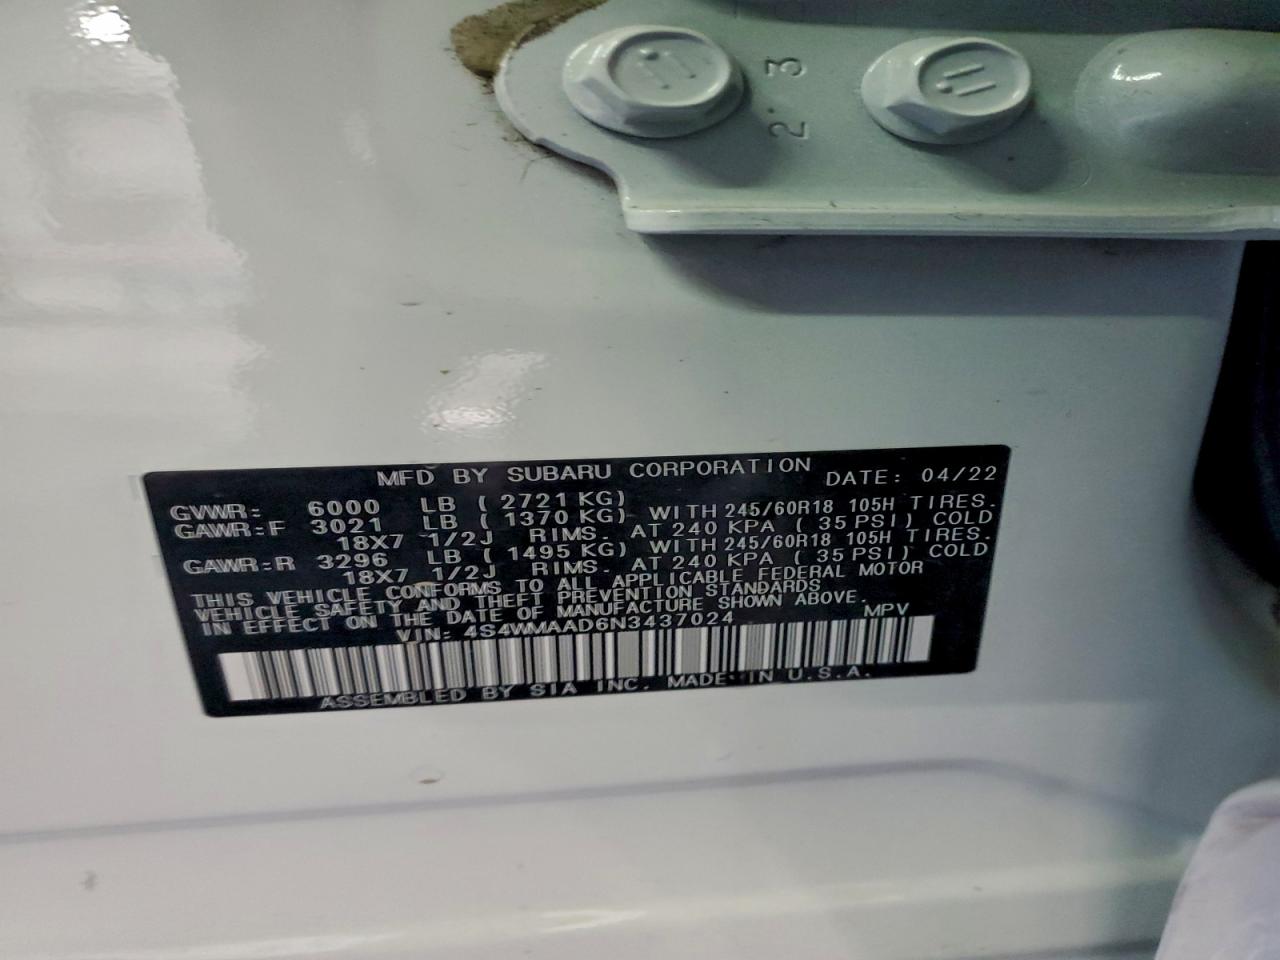 3
2
MFD BY SUBARU CORPORATION DATE: 04/22
GVWR: 6000 LB ( 2721 KG)
GAWR:F 3021 LB ( 1370 KG) WITH 245/60R18 105H TIRES.
18X7 1/2J RIMS. AT 240 KPA ( 35 PSI) COLD
GAWR:R 3296 LB ( 1495 KG) WITH 245/60R18 105H TIRES.
18X7 1/2J RIMS. AT 240 KPA ( 35 PSI) COLD
THIS VEHICLE CONFORMS TO ALL APPLICABLE FEDERAL MOTOR
VEHICLE SAFETY AND THEFT PREVENTION STANDARDS
IN EFFECT ON THE DATE OF MANUFACTURE SHOWN ABOVE.
VIN: 4S4WMAAD6N3437024 MPV
ASSEMBLED BY SIA INC. MADE IN U.S.A.